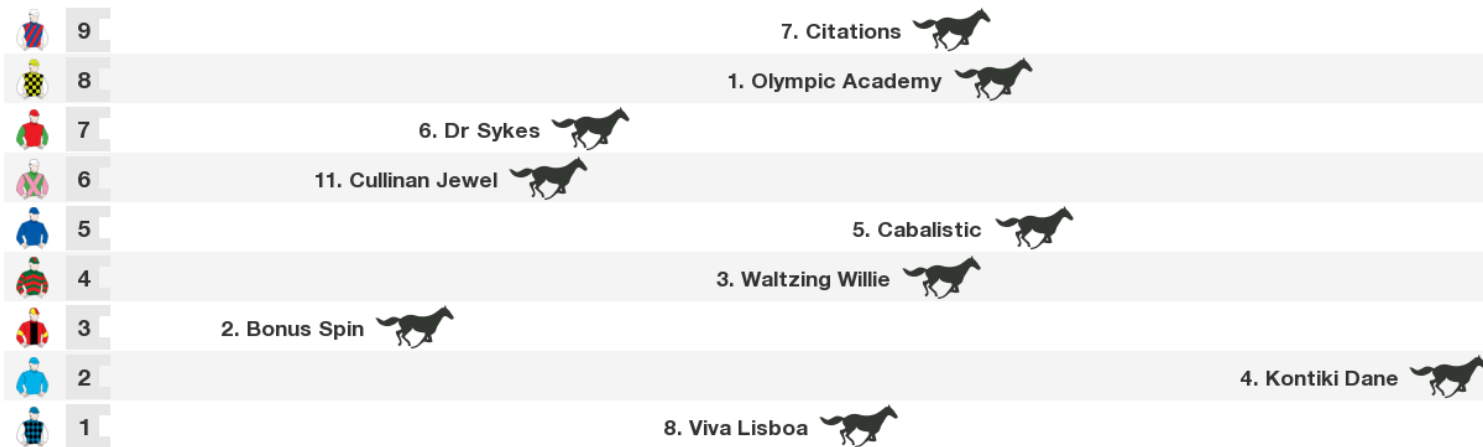 9 7. Citations
8 1. Olympic Academy
7 6. Dr Sykes
6 11. Cullinan Jewel
5 5. Cabalistic
4 3. Waltzing Willie
3 2. Bonus Spin
2 4. Kontiki Dane
1 8. Viva Lisboa